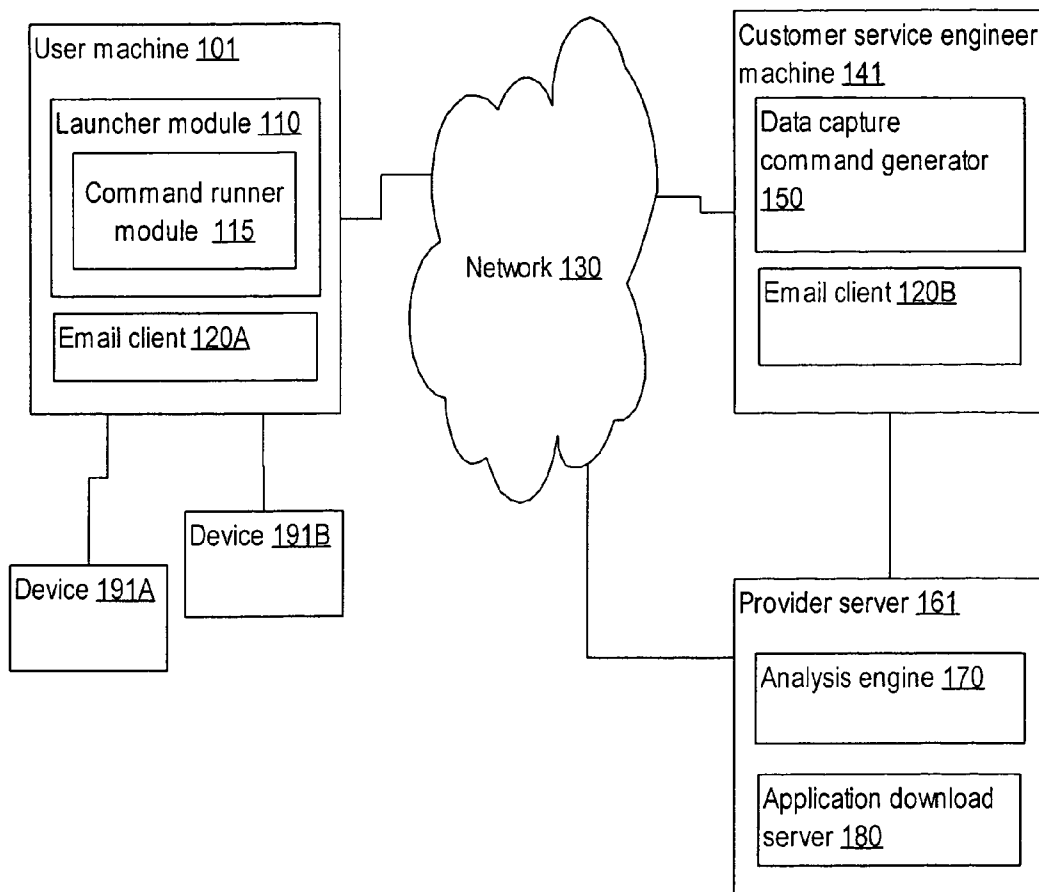 User machine 101
Launcher module 110
Command runner
module 115
Email client 120A
Network 130
Customer service engineer
machine 141
Data capture
command generator
150
Email client 120B
Device 191A
Device 191B
Provider server 161
Analysis engine 170
Application download
server 180